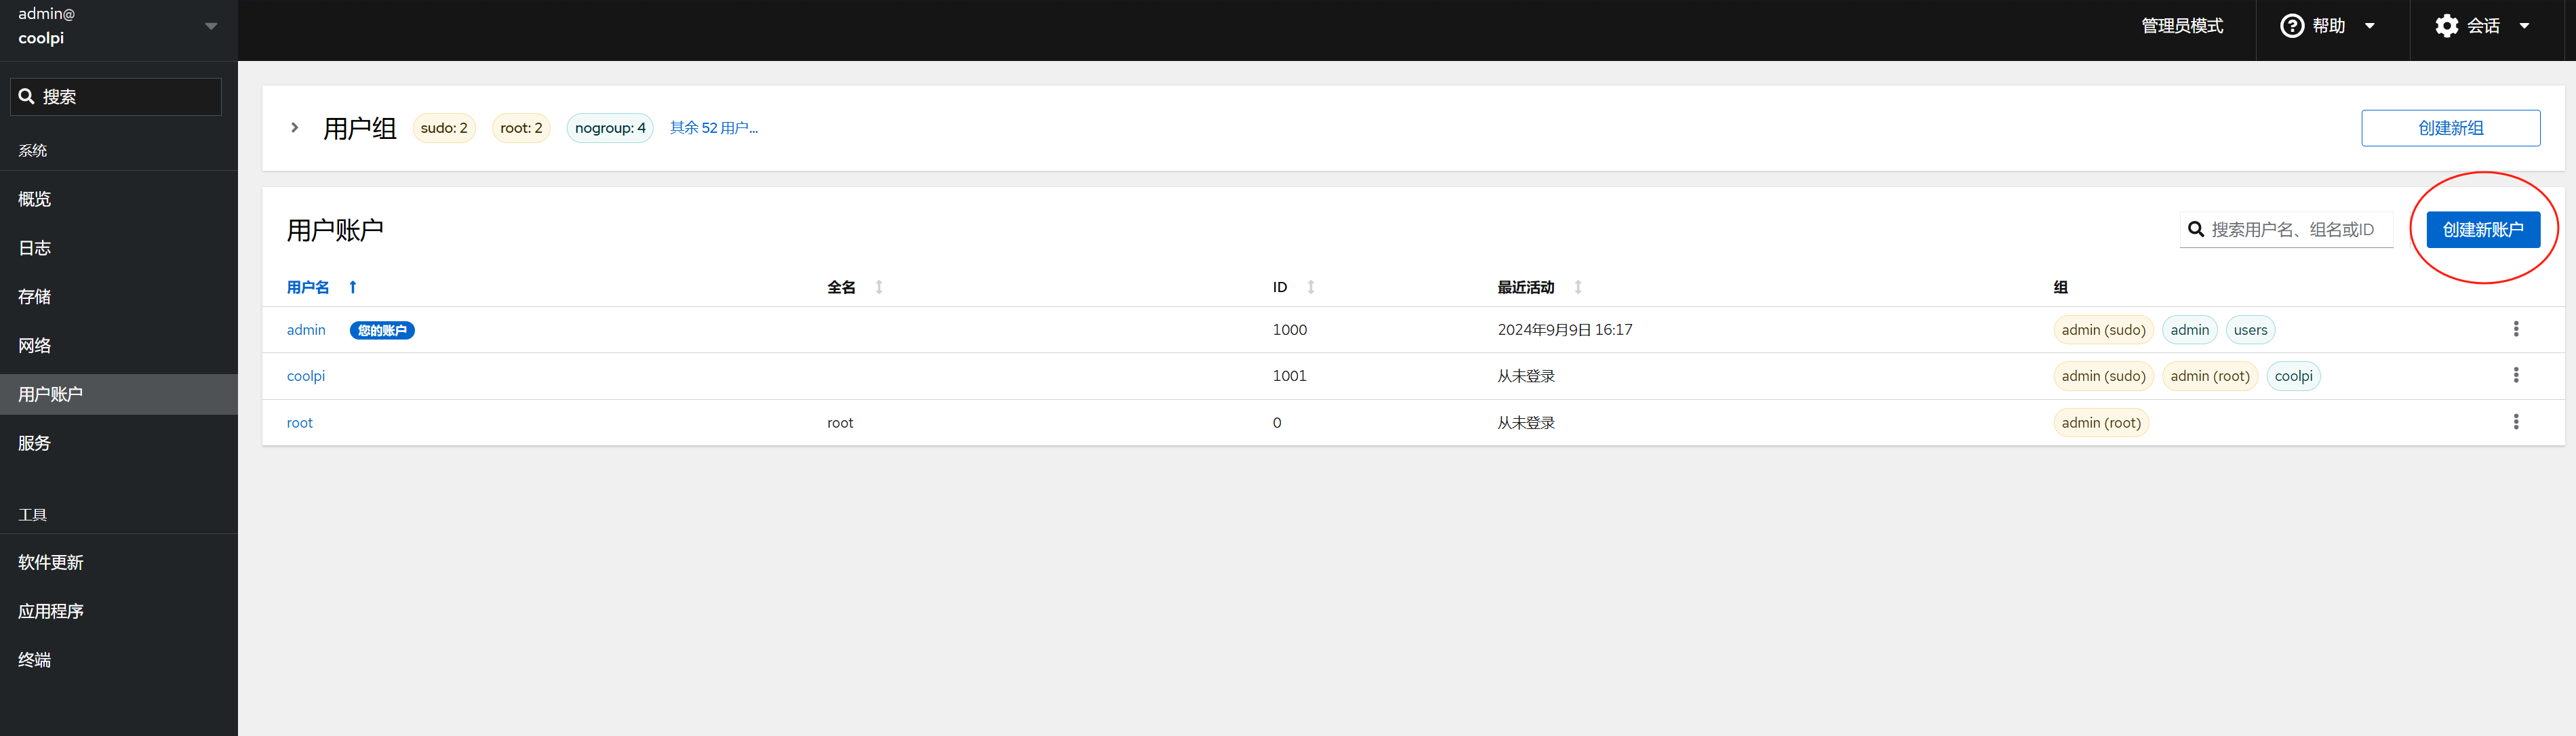 admin@
coolpi
管理员模式
帮助
会话
搜索
系统
概览
日志
存储
网络
用户账户
服务
工具
软件更新
应用程序
终端
用户组 sudo: 2 root: 2 nogroup: 4 其余 52 用户... 创建新组
用户账户 搜索用户名、组名或ID 创建新账户
用户名 全名 ID 最近活动 组
admin 您的账户 1000 2024年9月9日 16:17 admin (sudo) admin users
coolpi 1001 从未登录 admin (sudo) admin (root) coolpi
root root 0 从未登录 admin (root)